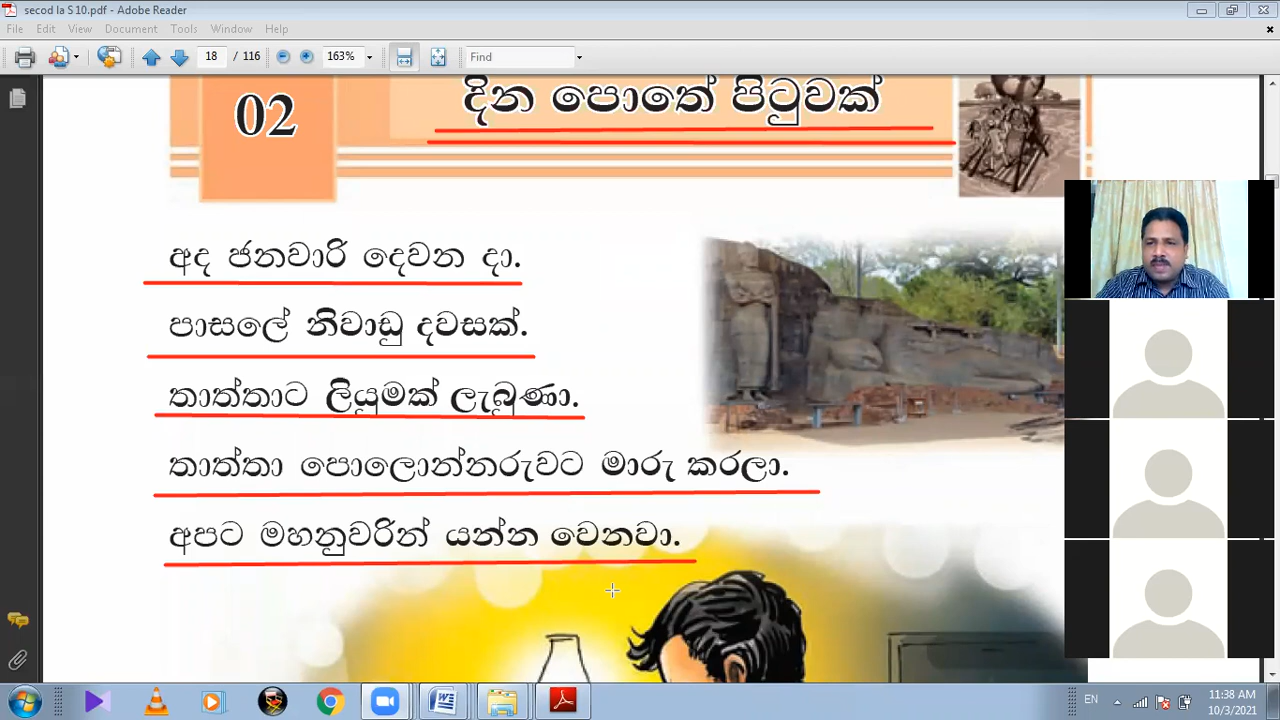 secod la S 10.pdf - Adobe Reader
File Edit View Document Tools Window Help
18 / 116 163% Find
02
දින පොතේ පිටුවක්
අද ජනවාරි දෙවන දා.
පාසලේ නිවාඩු දවසක්.
තාත්තාට ලියුමක් ලැබුණා.
තාත්තා පොලොන්නරුවට මාරු කරලා.
අපට මහනුවරින් යන්න වෙනවා.
EN
11:38 AM
10/3/2021